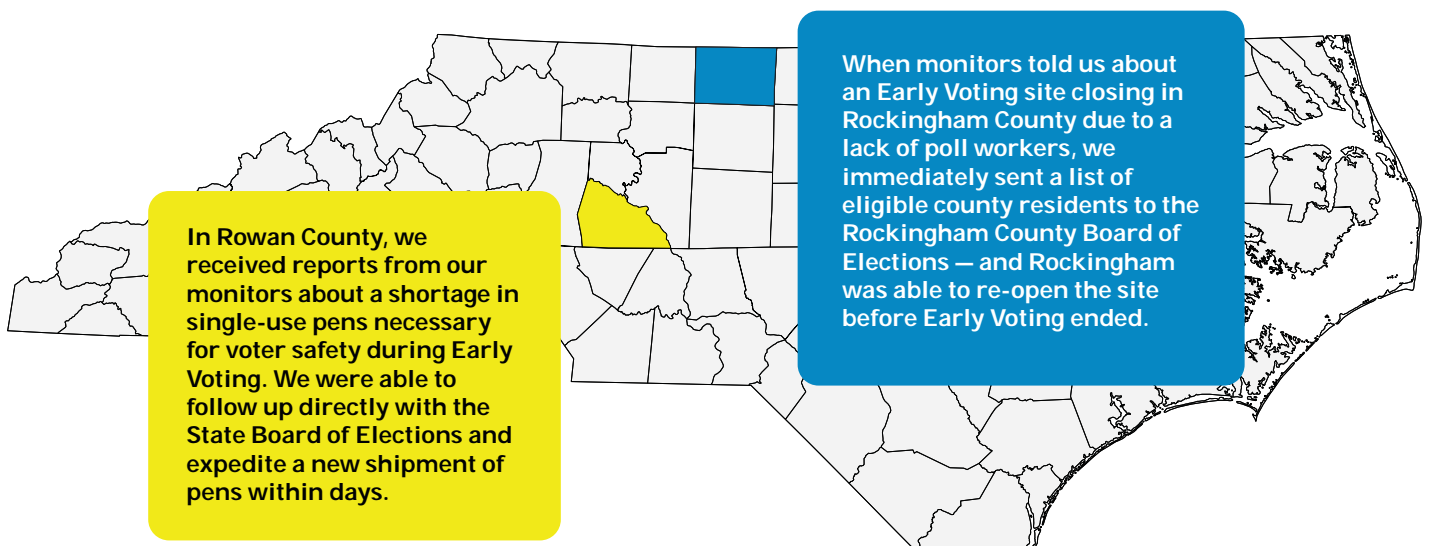 In Rowan County, we
received reports from our
monitors about a shortage in
single-use pens necessary
for voter safety during Early
Voting. We were able to
follow up directly with the
State Board of Elections and
expedite a new shipment of
pens within days.
When monitors told us about
an Early Voting site closing in
Rockingham County due to a
lack of poll workers, we
immediately sent a list of
eligible county residents to the
Rockingham County Board of
Elections — and Rockingham
was able to re-open the site
before Early Voting ended.